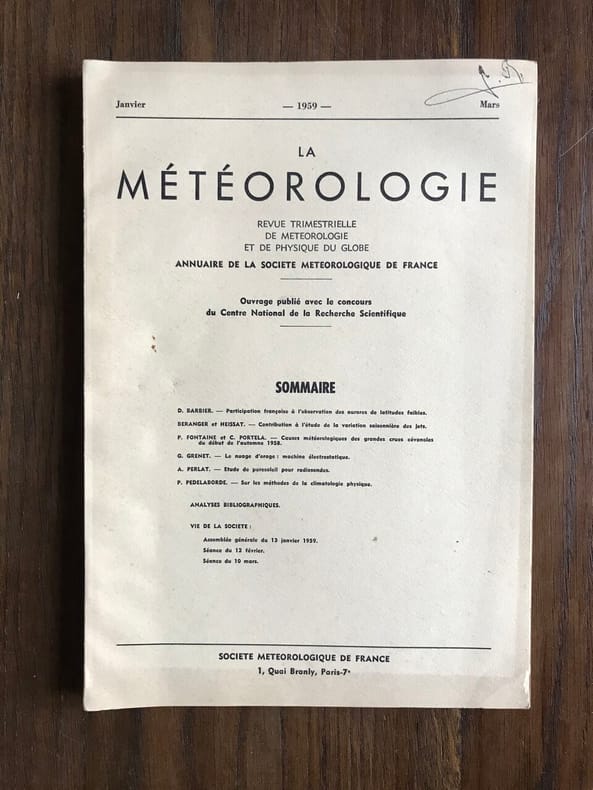 Janvier — 1959 — Mars
LA
MÉTÉOROLOGIE
REVUE TRIMESTRIELLE
DE METEOROLOGIE
ET DE PHYSIQUE DU GLOBE
ANNUAIRE DE LA SOCIETE METEOROLOGIQUE DE FRANCE
Ouvrage publié avec le concours
du Centre National de la Recherche Scientifique
SOMMAIRE
D. BARBIER. — Participation française à l'observation des aurores de latitudes faibles.
BERANGER et HEISSAT. — Contribution à l'étude de la variation saisonnière des jets.
P. FONTAINE et C. PORTELA. — Causes météorologiques des grandes crues cévenoles
du début de l'automne 1958.
G. GRENET. — Le nuage d'orage : machine électrostatique.
A. PERLAT. — Etude de paresoleil pour radiosondes.
P. PEDELABORDE. — Sur les méthodes de la climatologie physique.
ANALYSES BIBLIOGRAPHIQUES.
VIE DE LA SOCIETE :
Assemblée générale du 13 janvier 1959.
Séance du 12 février.
Séance du 10 mars.
SOCIETE METEOROLOGIQUE DE FRANCE
1, Quai Branly, Paris-7e